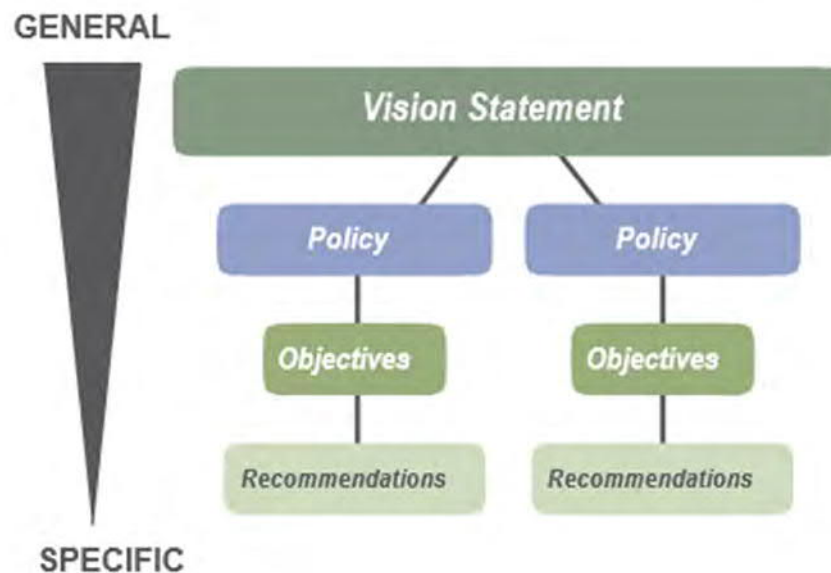 GENERAL
Vision Statement
Policy
Policy
Objectives
Objectives
Recommendations
Recommendations
SPECIFIC